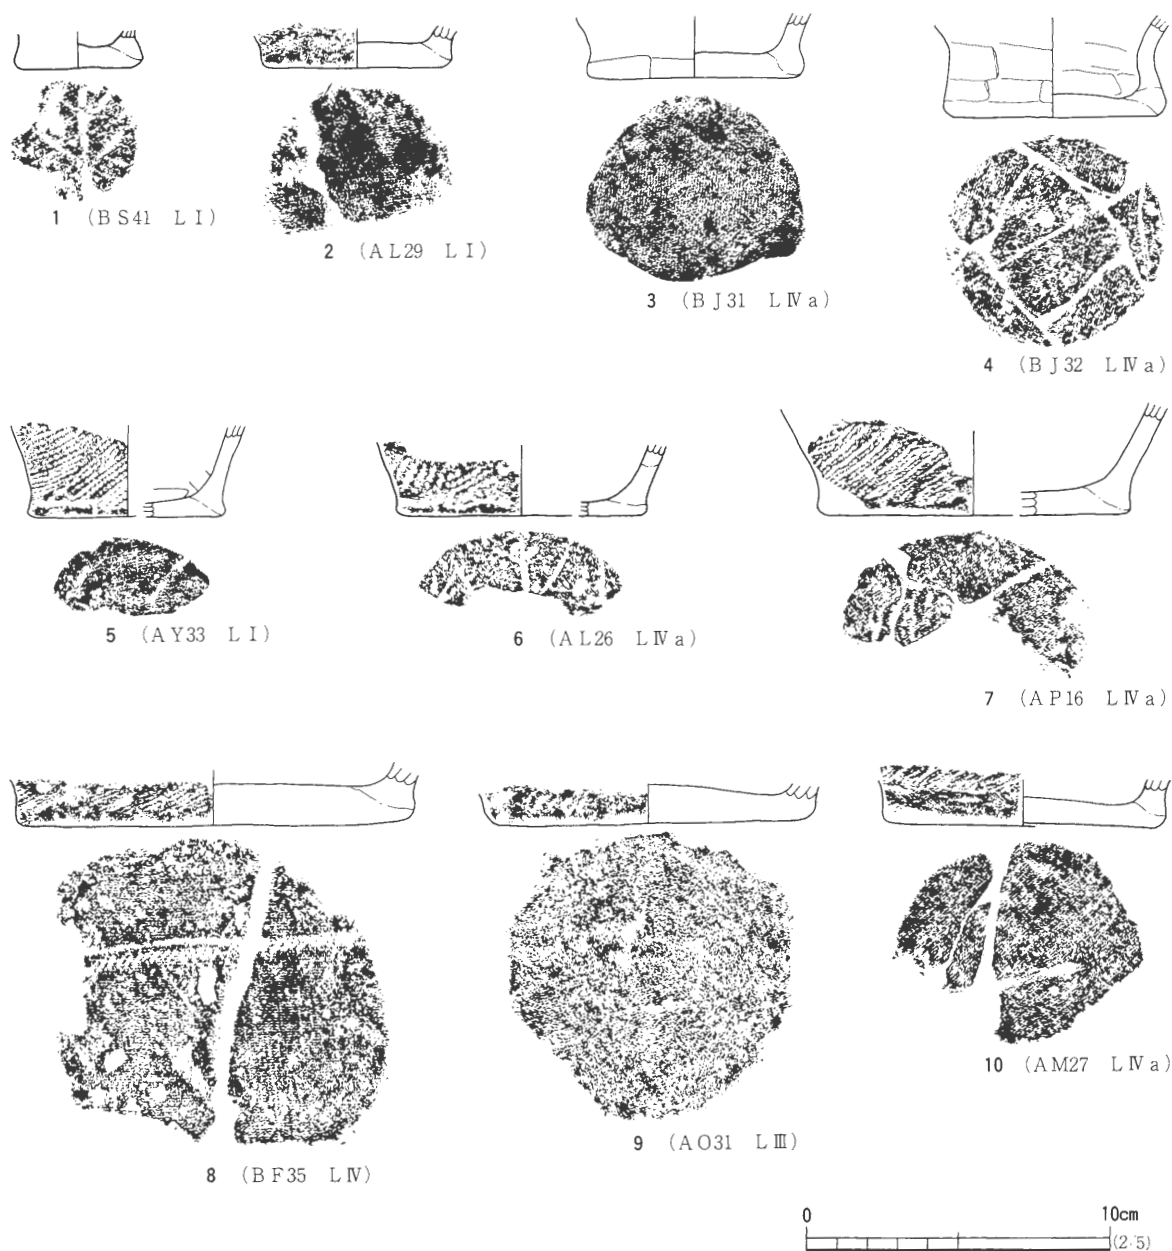 1 (BS41 LⅠ)
2 (AL29 LⅠ)
3 (BJ31 LⅣa)
4 (BJ32 LⅣa)
5 (AY33 LⅠ)
6 (AL26 LⅣa)
7 (AP16 LⅣa)
8 (BF35 LⅣ)
9 (AO31 LⅢ)
10 (AM27 LⅣa)
0 10cm
(2·5)